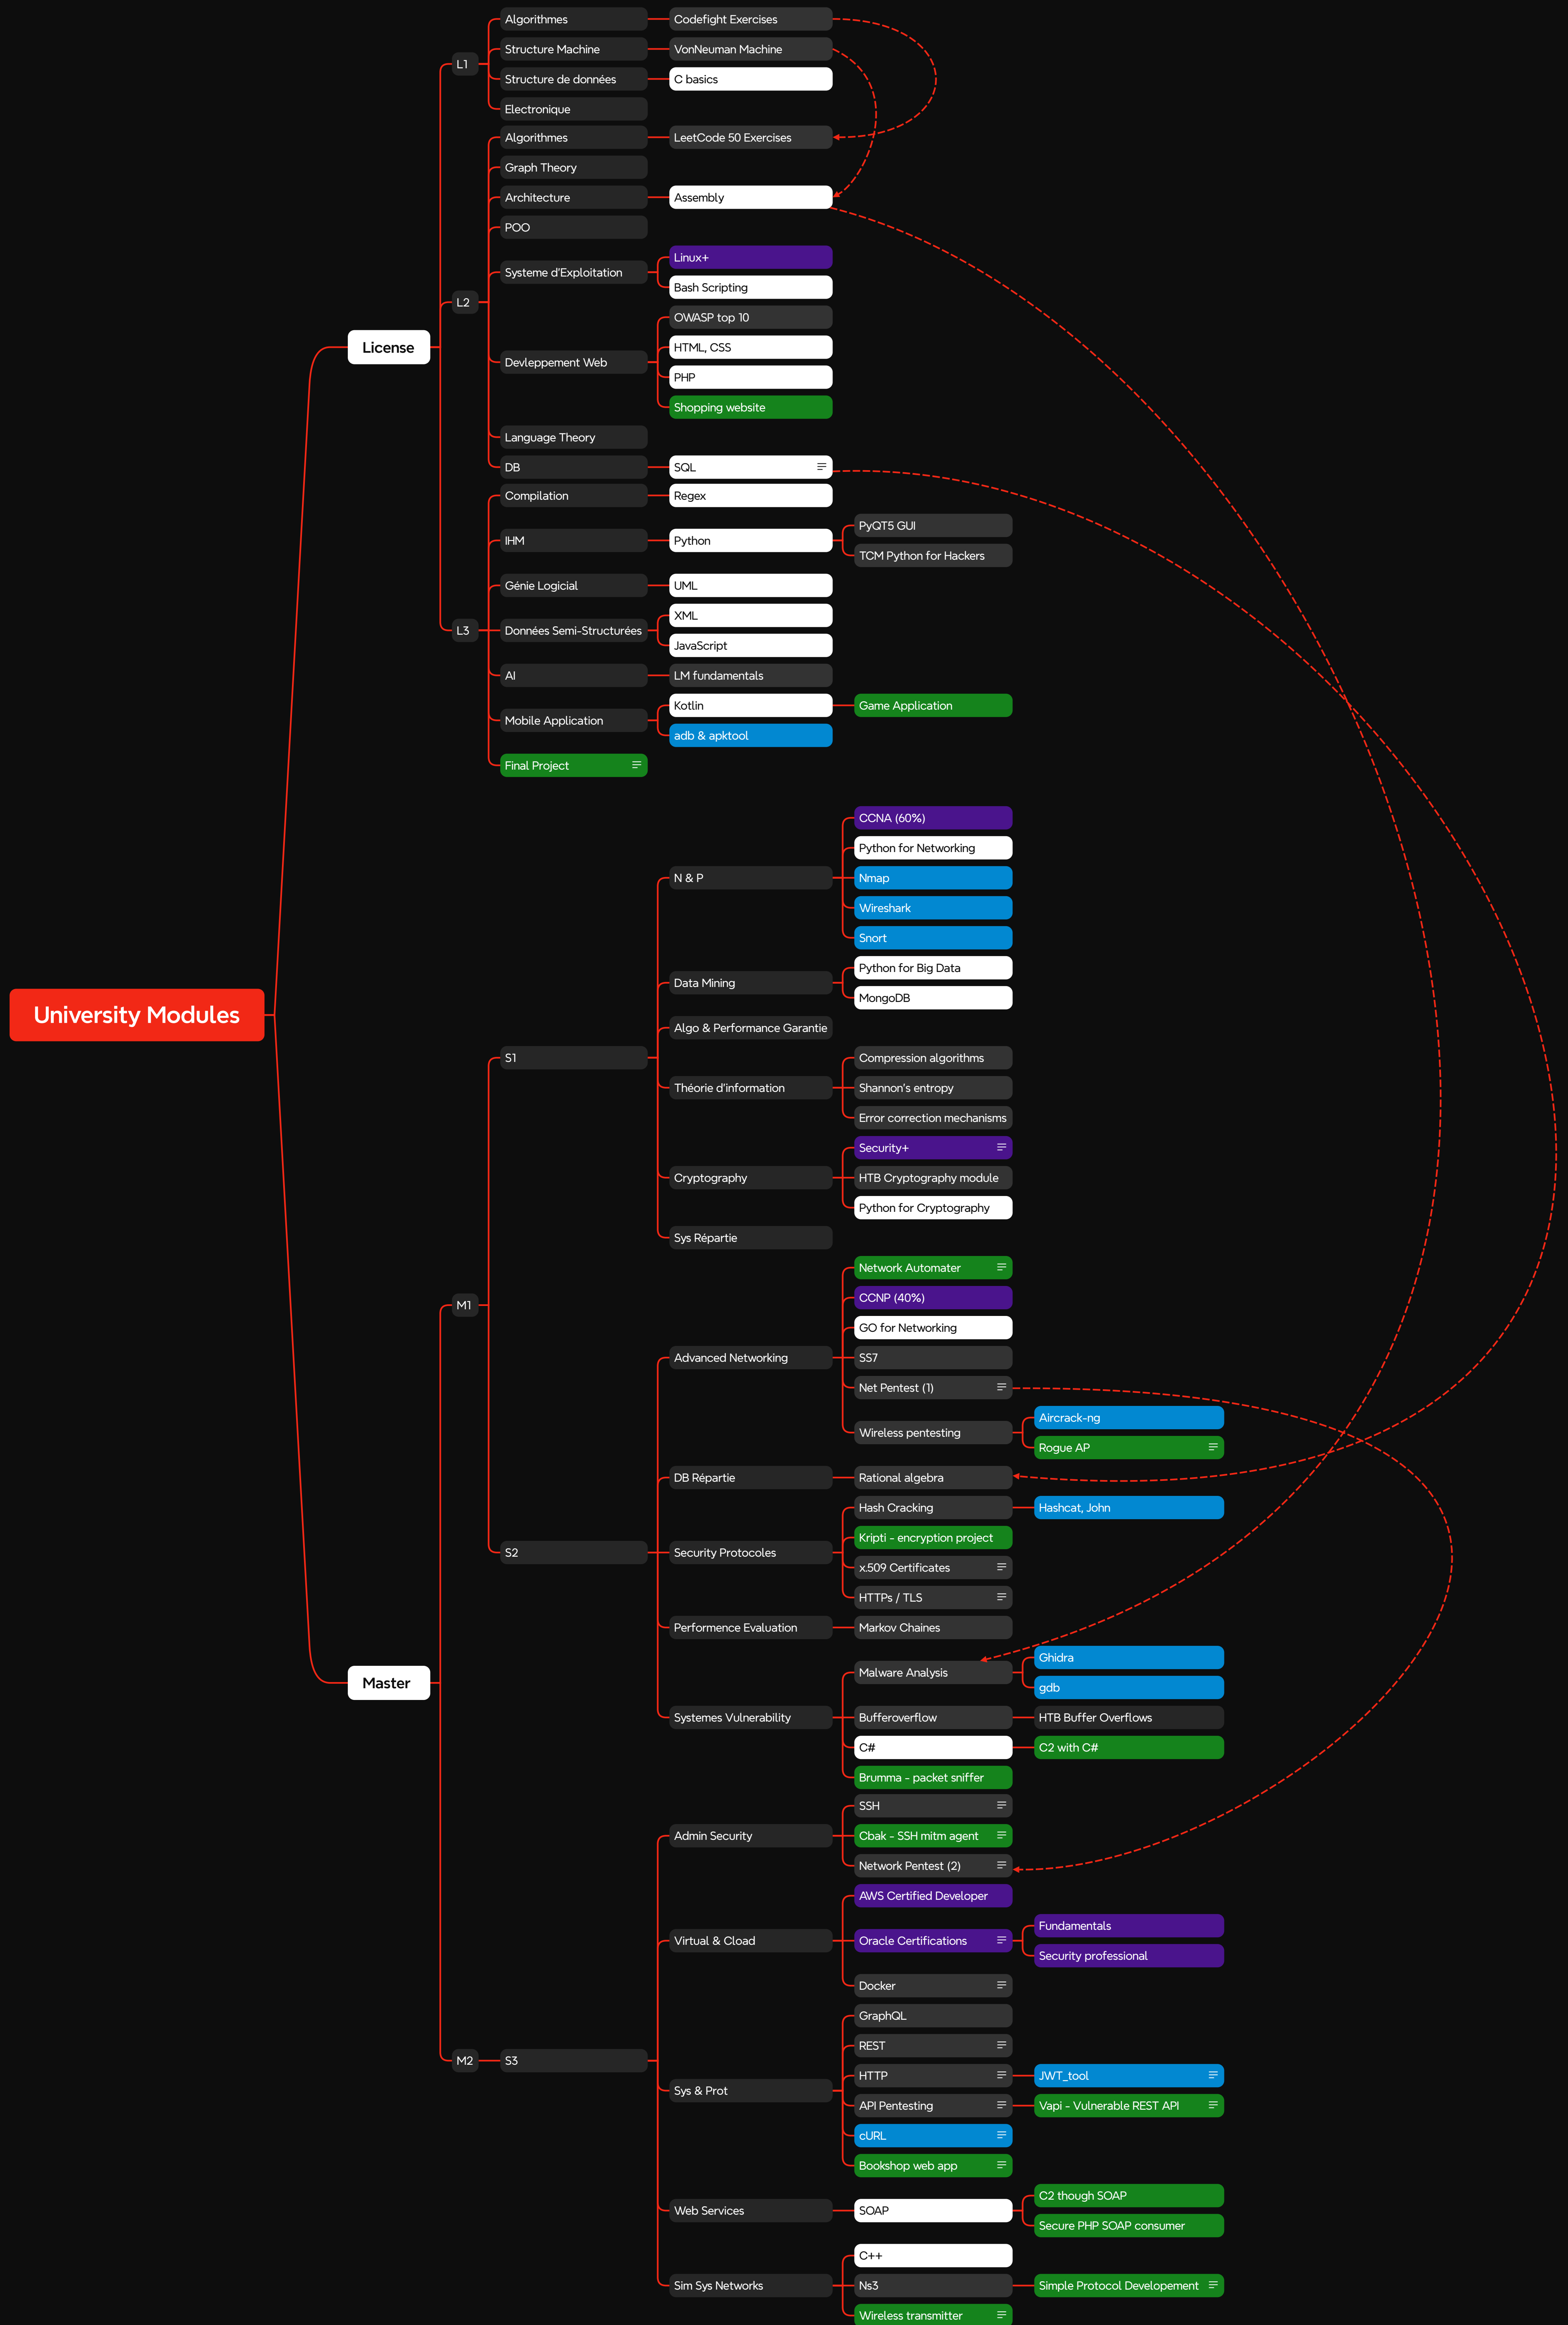 University Modules
License
L1
Algorithmes
Codefight Exercises
Structure Machine
VonNeuman Machine
Structure de données
C basics
Electronique
L2
Algorithmes
LeetCode 50 Exercises
Graph Theory
Architecture
Assembly
POO
Systeme d'Exploitation
Linux+
Bash Scripting
Devleppement Web
OWASP top 10
HTML, CSS
PHP
Shopping website
Language Theory
DB
SQL
L3
Compilation
Regex
IHM
Python
PyQT5 GUI
TCM Python for Hackers
Génie Logicial
UML
Données Semi-Structurées
XML
JavaScript
AI
LM fundamentals
Mobile Application
Kotlin
Game Application
adb & apktool
Final Project
Master
M1
S1
N & P
CCNA (60%)
Python for Networking
Nmap
Wireshark
Snort
Data Mining
Python for Big Data
MongoDB
Algo & Performance Garantie
Théorie d'information
Compression algorithms
Shannon's entropy
Error correction mechanisms
Cryptography
Security+
HTB Cryptography module
Python for Cryptography
Sys Répartie
S2
Advanced Networking
Network Automater
CCNP (40%)
GO for Networking
SS7
Net Pentest (1)
Wireless pentesting
Aircrack-ng
Rogue AP
DB Répartie
Rational algebra
Security Protocoles
Hash Cracking
Hashcat, John
Kripti - encryption project
x.509 Certificates
HTTPs / TLS
Performence Evaluation
Markov Chaines
Systemes Vulnerability
Malware Analysis
Ghidra
gdb
Bufferoverflow
HTB Buffer Overflows
C#
C2 with C#
Brumma - packet sniffer
M2
S3
Admin Security
SSH
Cbak - SSH mitm agent
Network Pentest (2)
Virtual & Cload
AWS Certified Developer
Oracle Certifications
Fundamentals
Security professional
Docker
Sys & Prot
GraphQL
REST
HTTP
JWT_tool
API Pentesting
Vapi - Vulnerable REST API
cURL
Bookshop web app
Web Services
SOAP
C2 though SOAP
Secure PHP SOAP consumer
Sim Sys Networks
C++
Ns3
Simple Protocol Developement
Wireless transmitter